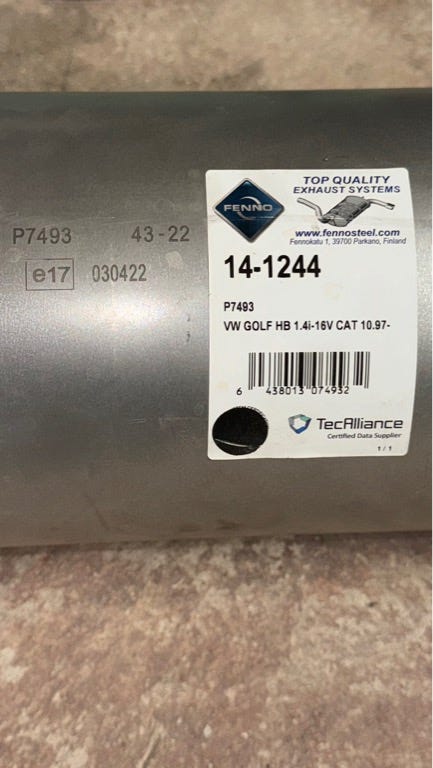 P7493 43-22
e17 030422
FENNO
TOP QUALITY
EXHAUST SYSTEMS
www.fennosteel.com
Fennokatu 1, 39700 Parkano, Finland
14-1244
P7493
VW GOLF HB 1.4i-16V CAT 10.97-
6 438013 074932
TecAlliance
Certified Data Supplier
1 / 1